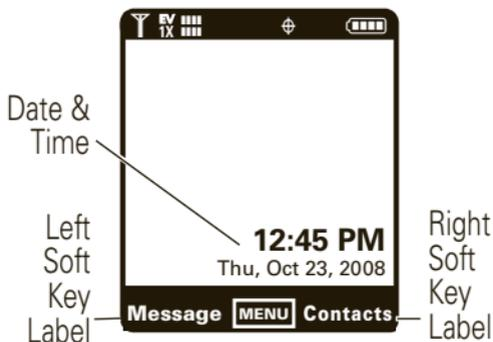 EV
1X
Date &
Time
12:45 PM
Thu, Oct 23, 2008
Left
Soft
Key
Label
Message MENU Contacts
Right
Soft
Key
Label